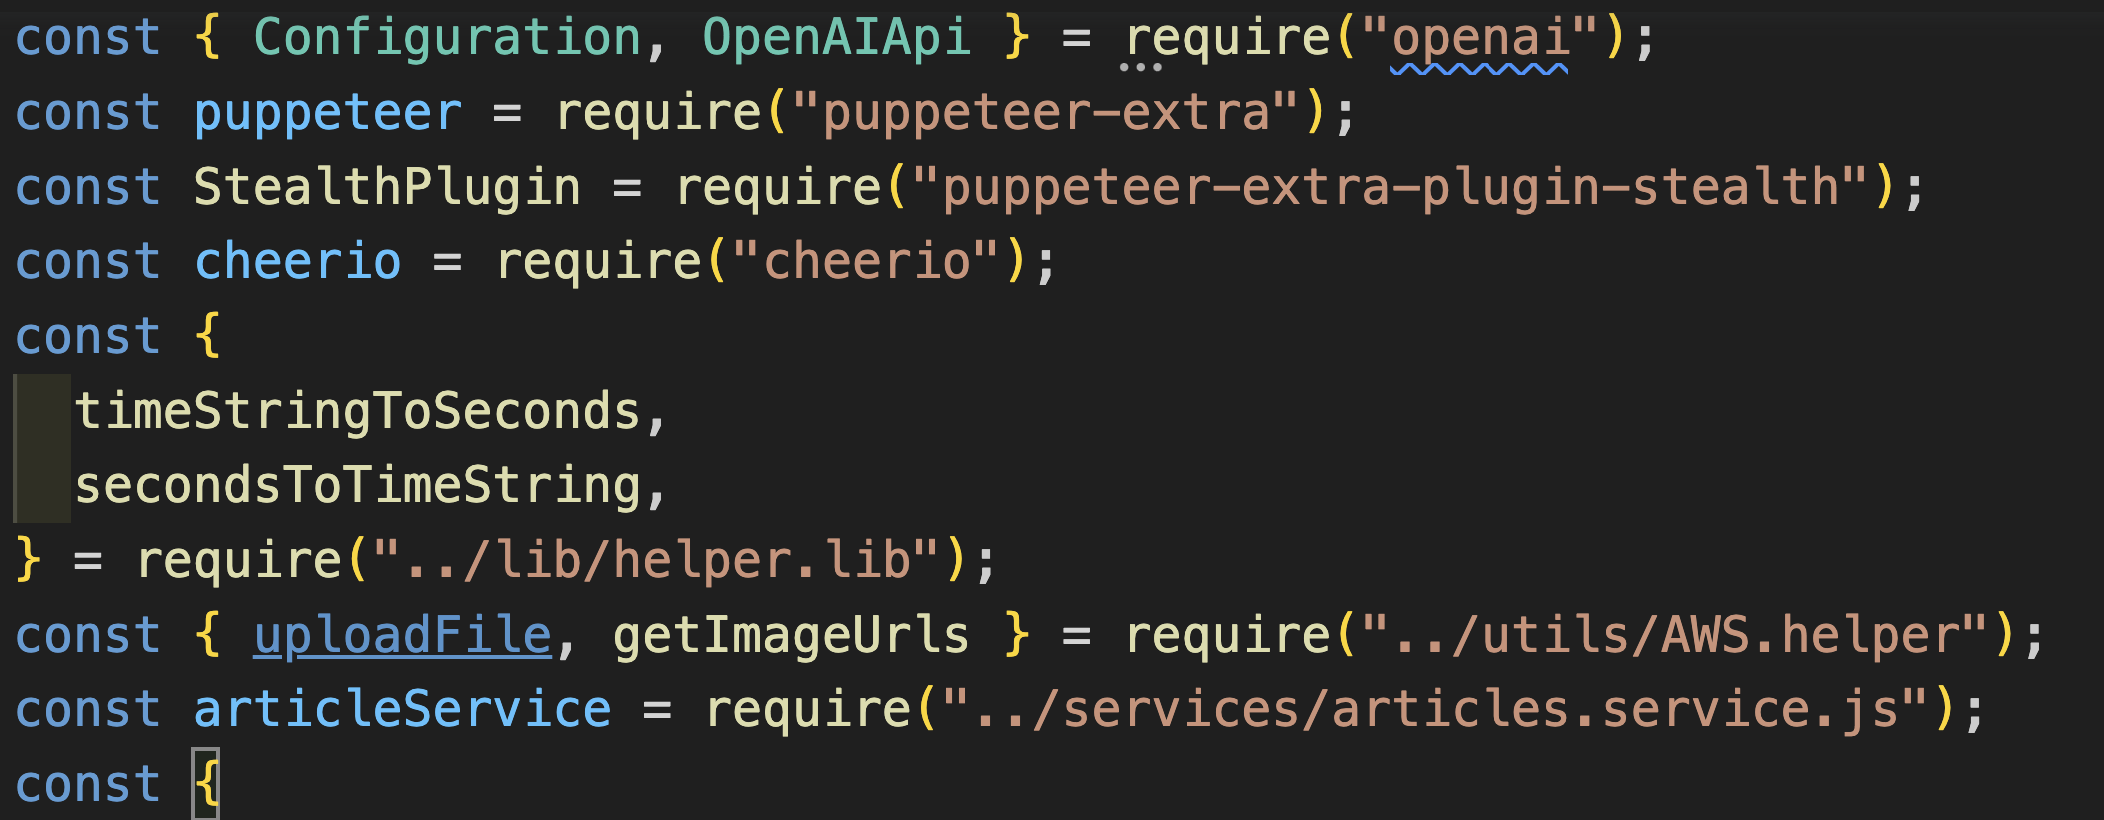 const { Configuration, OpenAIApi } = require("openai");
const puppeteer = require("puppeteer-extra");
const StealthPlugin = require("puppeteer-extra-plugin-stealth");
const cheerio = require("cheerio");
const {
  timeStringToSeconds,
  secondsToTimeString,
} = require("../lib/helper.lib");
const { uploadFile, getImageUrls } = require("../utils/AWS.helper");
const articleService = require("../services/articles.service.js");
const {